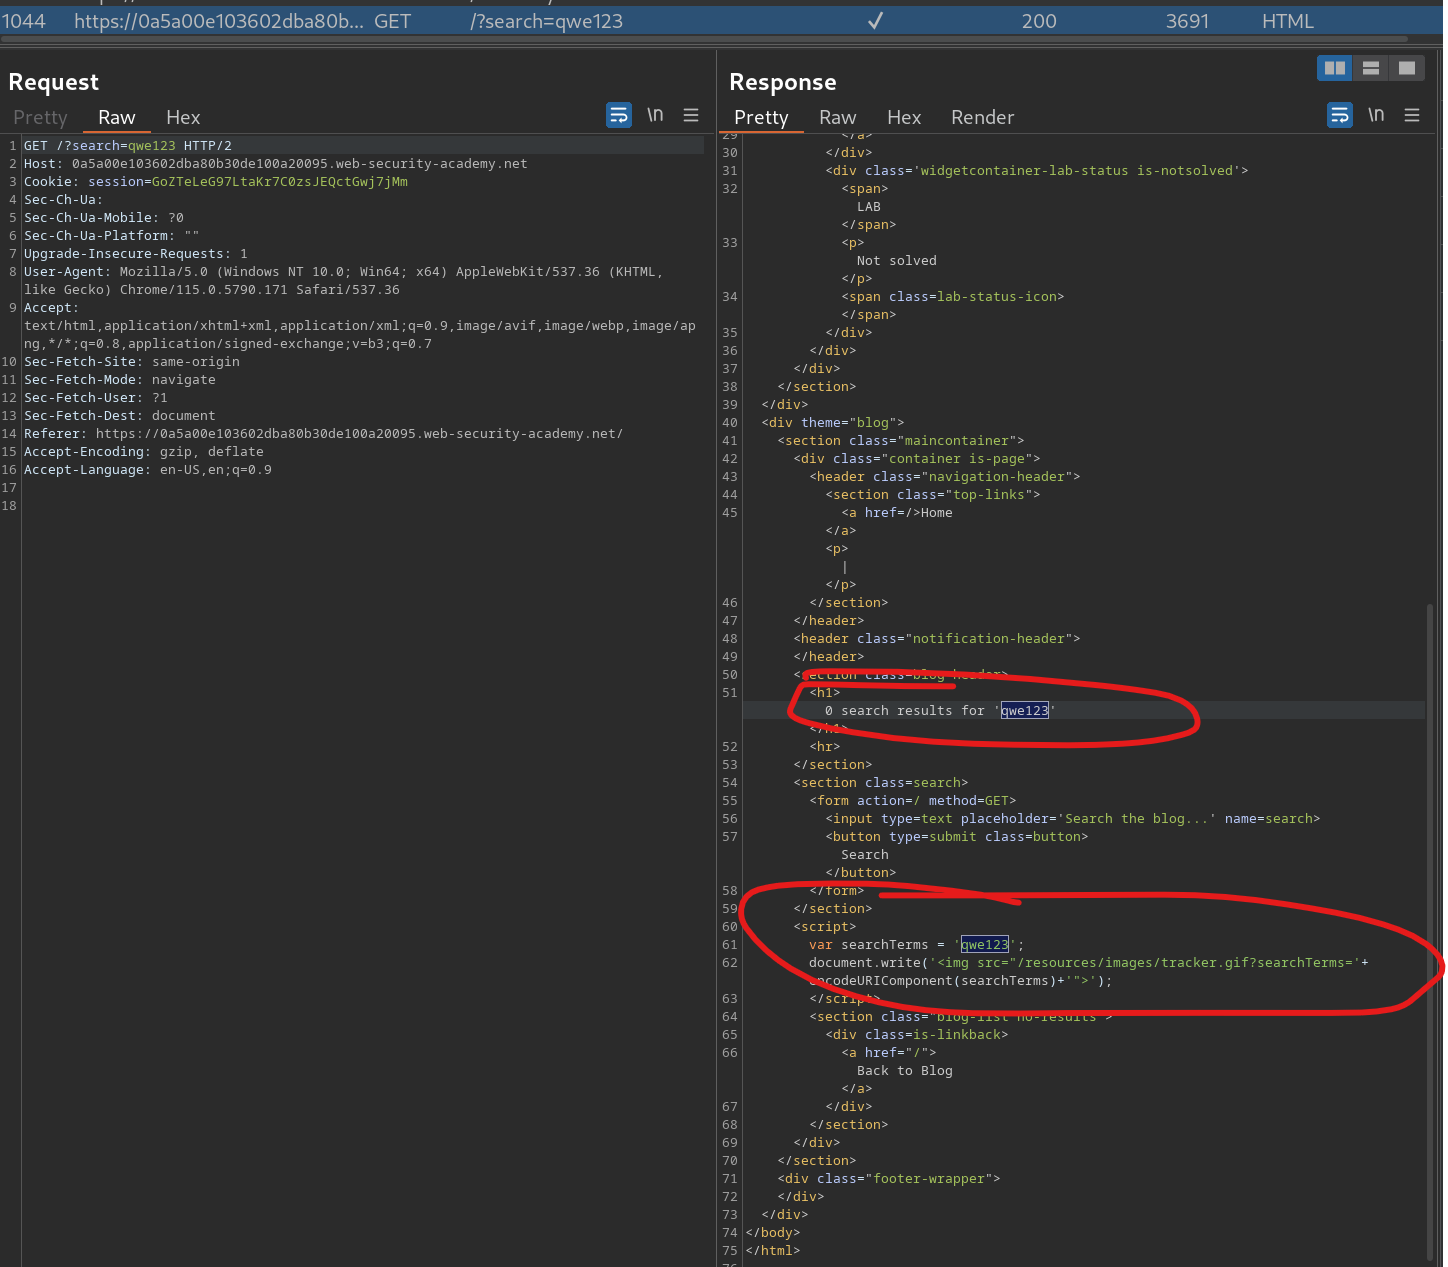 1044 https://0a5a00e103602dba80b... GET /?search=qwe123 200 3691 HTML
Request
Pretty Raw Hex
\n
1 GET /?search=qwe123 HTTP/2
2 Host: 0a5a00e103602dba80b30de100a20095.web-security-academy.net
3 Cookie: session=GoZTeLeG97LtaKr7C0zsJEQctGwj7jMm
4 Sec-Ch-Ua:
5 Sec-Ch-Ua-Mobile: ?0
6 Sec-Ch-Ua-Platform: ""
7 Upgrade-Insecure-Requests: 1
8 User-Agent: Mozilla/5.0 (Windows NT 10.0; Win64; x64) AppleWebKit/537.36 (KHTML,
like Gecko) Chrome/115.0.5790.171 Safari/537.36
9 Accept:
text/html,application/xhtml+xml,application/xml;q=0.9,image/avif,image/webp,image/ap
ng,*/*;q=0.8,application/signed-exchange;v=b3;q=0.7
10 Sec-Fetch-Site: same-origin
11 Sec-Fetch-Mode: navigate
12 Sec-Fetch-User: ?1
13 Sec-Fetch-Dest: document
14 Referer: https://0a5a00e103602dba80b30de100a20095.web-security-academy.net/
15 Accept-Encoding: gzip, deflate
16 Accept-Language: en-US,en;q=0.9
17
18
Response
Pretty Raw Hex Render
\n
29 </a>
30 </div>
31 <div class='widgetcontainer-lab-status is-notsolved'>
32 <span>
LAB
</span>
33 <p>
Not solved
</p>
34 <span class=lab-status-icon>
</span>
35 </div>
36 </div>
37 </div>
38 </section>
39 </div>
40 <div theme="blog">
41 <section class="maincontainer">
42 <div class="container is-page">
43 <header class="navigation-header">
44 <section class="top-links">
45 <a href=/>Home
</a>
<p>
|
</p>
46 </section>
47 </header>
48 <header class="notification-header">
49 </header>
50 <section class=blog-header>
51 <h1>
0 search results for 'qwe123'
</h1>
52 <hr>
53 </section>
54 <section class=search>
55 <form action=/ method=GET>
56 <input type=text placeholder='Search the blog...' name=search>
57 <button type=submit class=button>
Search
</button>
58 </form>
59 </section>
60 <script>
61 var searchTerms = 'qwe123';
62 document.write('<img src="/resources/images/tracker.gif?searchTerms='+
encodeURIComponent(searchTerms)+'">');
63 </script>
64 <section class="blog-list no-results">
65 <div class=is-linkback>
66 <a href="/">
Back to Blog
</a>
67 </div>
68 </section>
69 </div>
70 </section>
71 <div class="footer-wrapper">
72 </div>
73 </div>
74 </body>
75 </html>